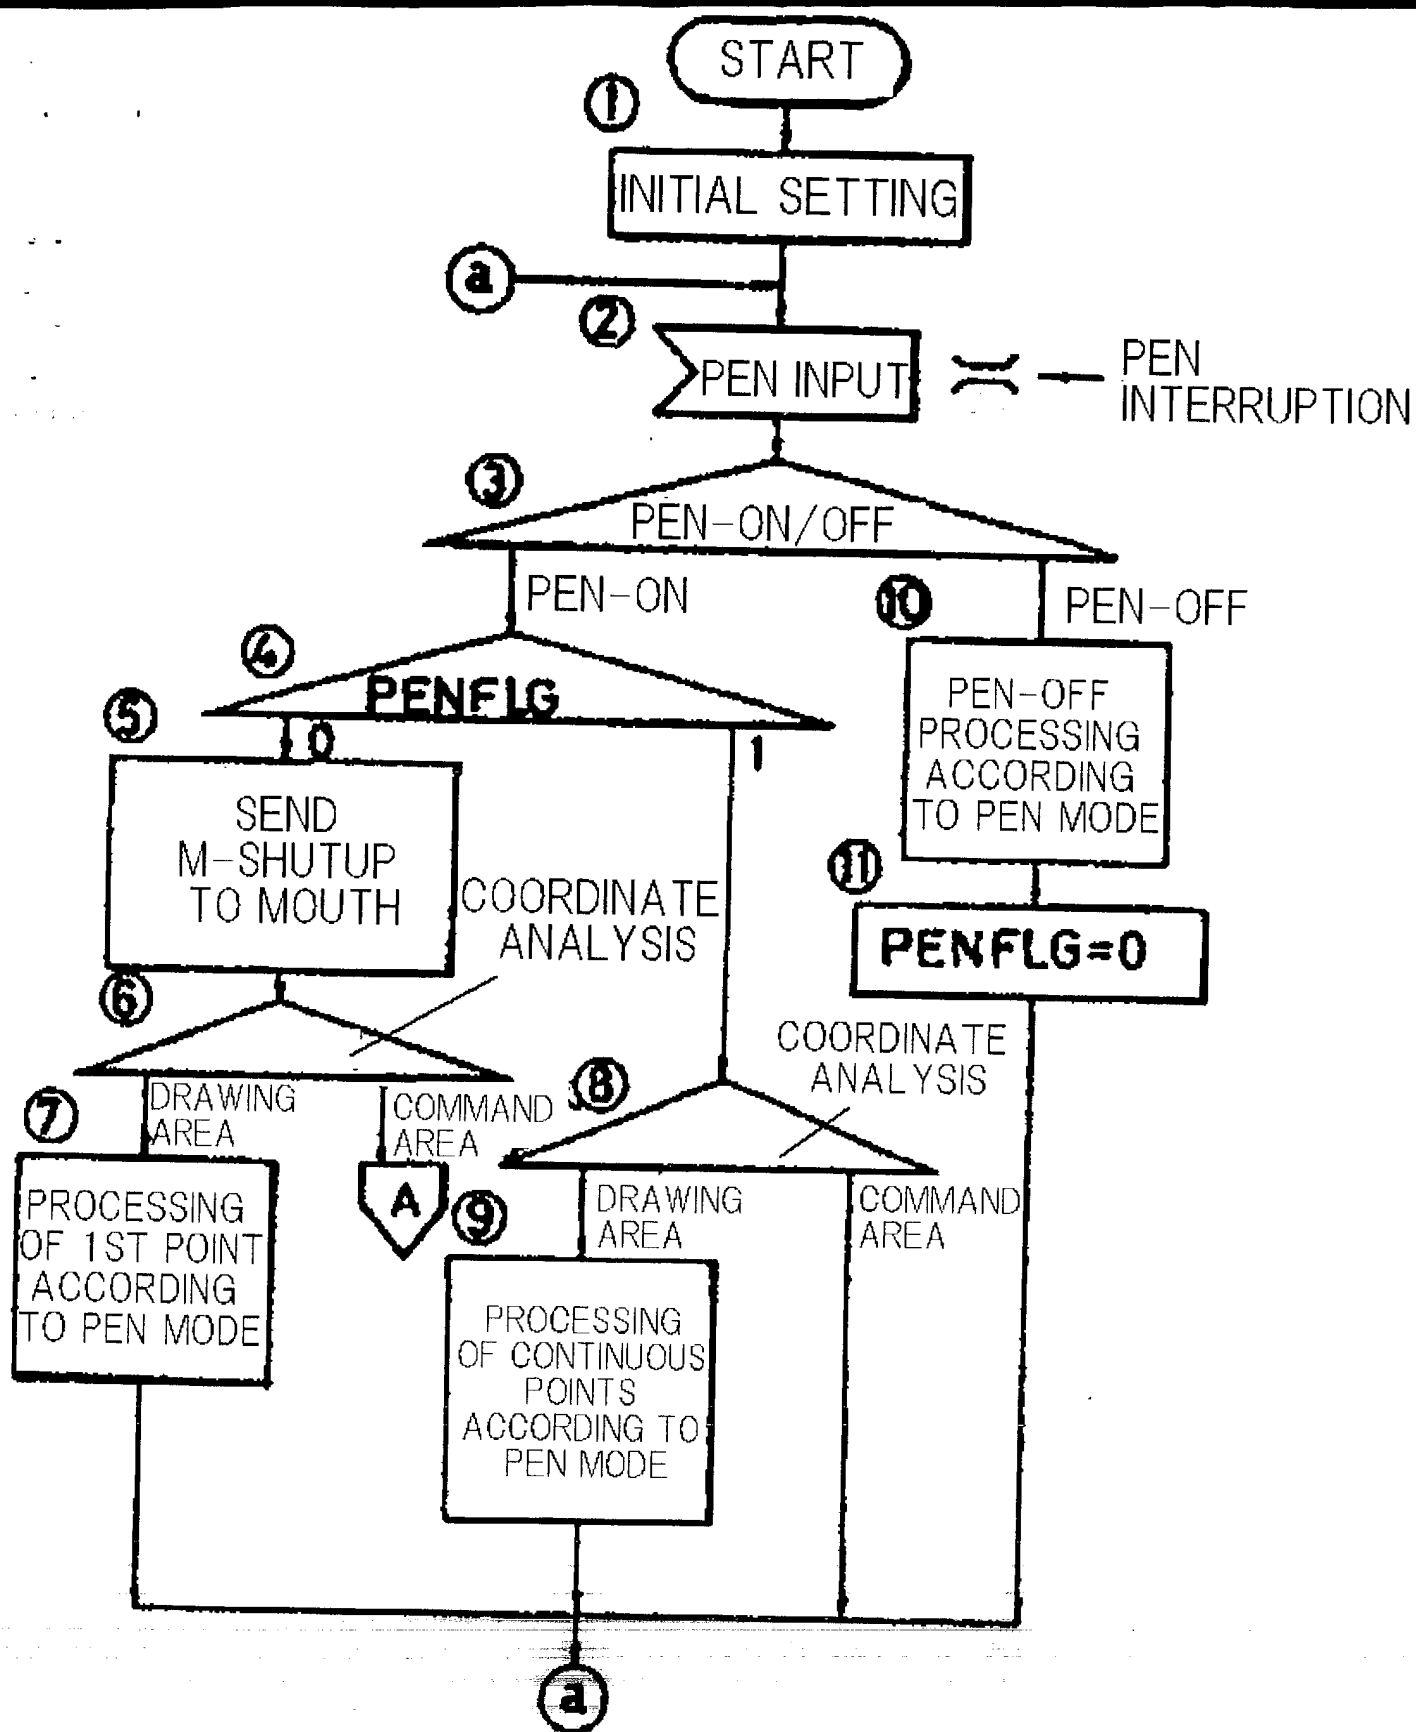 START
①
INITIAL SETTING
a
②
PEN INPUT
PEN
INTERRUPTION
③
PEN-ON/OFF
PEN-ON
⑩
PEN-OFF
④
PENFLG
⑤
0
1
PEN-OFF
PROCESSING
ACCORDING
TO PEN MODE
SEND
M-SHUTUP
TO MOUTH
⑪
PENFLG=0
COORDINATE
ANALYSIS
⑥
COORDINATE
ANALYSIS
⑦
DRAWING
AREA
COMMAND
AREA
⑧
A
⑨
DRAWING
AREA
COMMAND
AREA
PROCESSING
OF 1ST POINT
ACCORDING
TO PEN MODE
PROCESSING
OF CONTINUOUS
POINTS
ACCORDING TO
PEN MODE
a